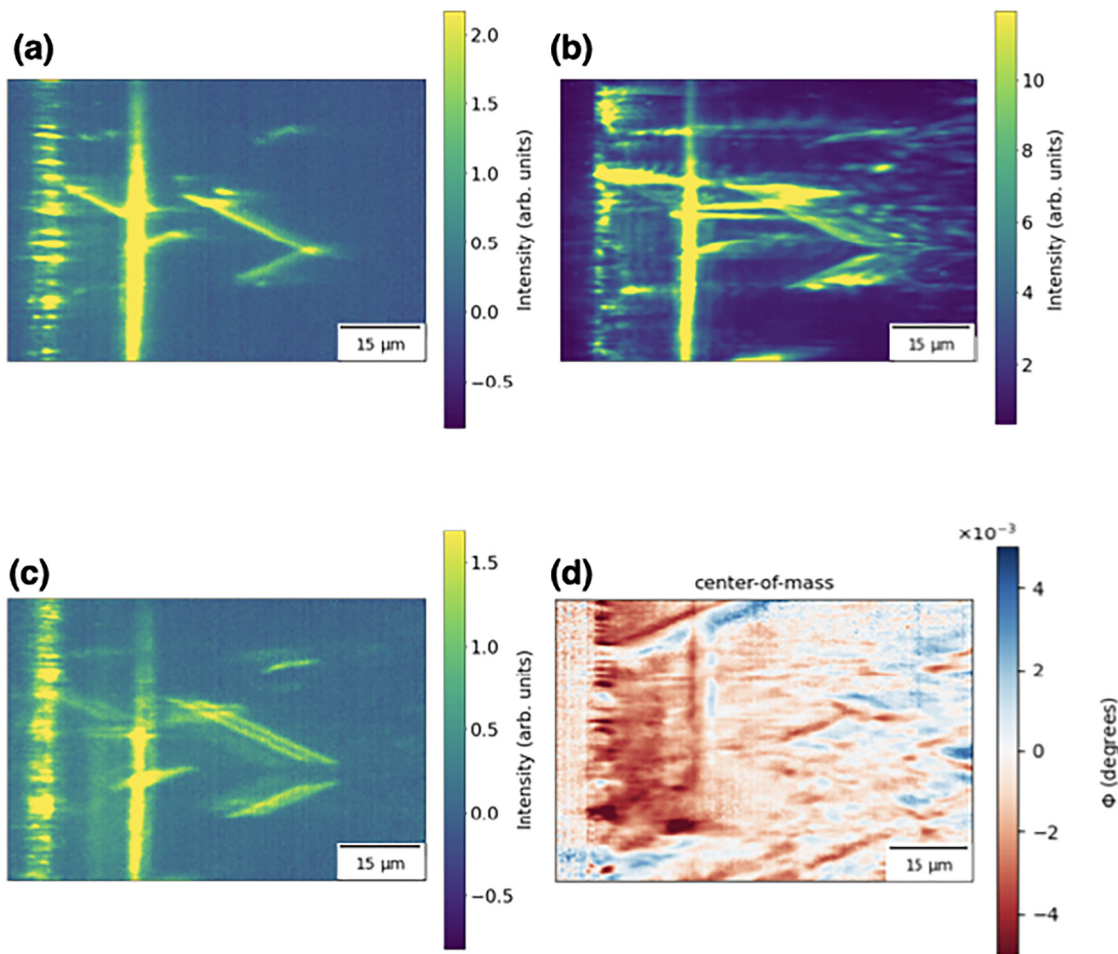 (a)
2.0
1.5
1.0
0.5
0.0
−0.5
Intensity (arb. units)
15 μm
(b)
10
8
6
4
2
Intensity (arb. units)
15 μm
(c)
1.5
1.0
0.5
0.0
−0.5
Intensity (arb. units)
15 μm
(d)
center-of-mass
×10⁻³
4
2
0
−2
−4
Φ (degrees)
15 μm